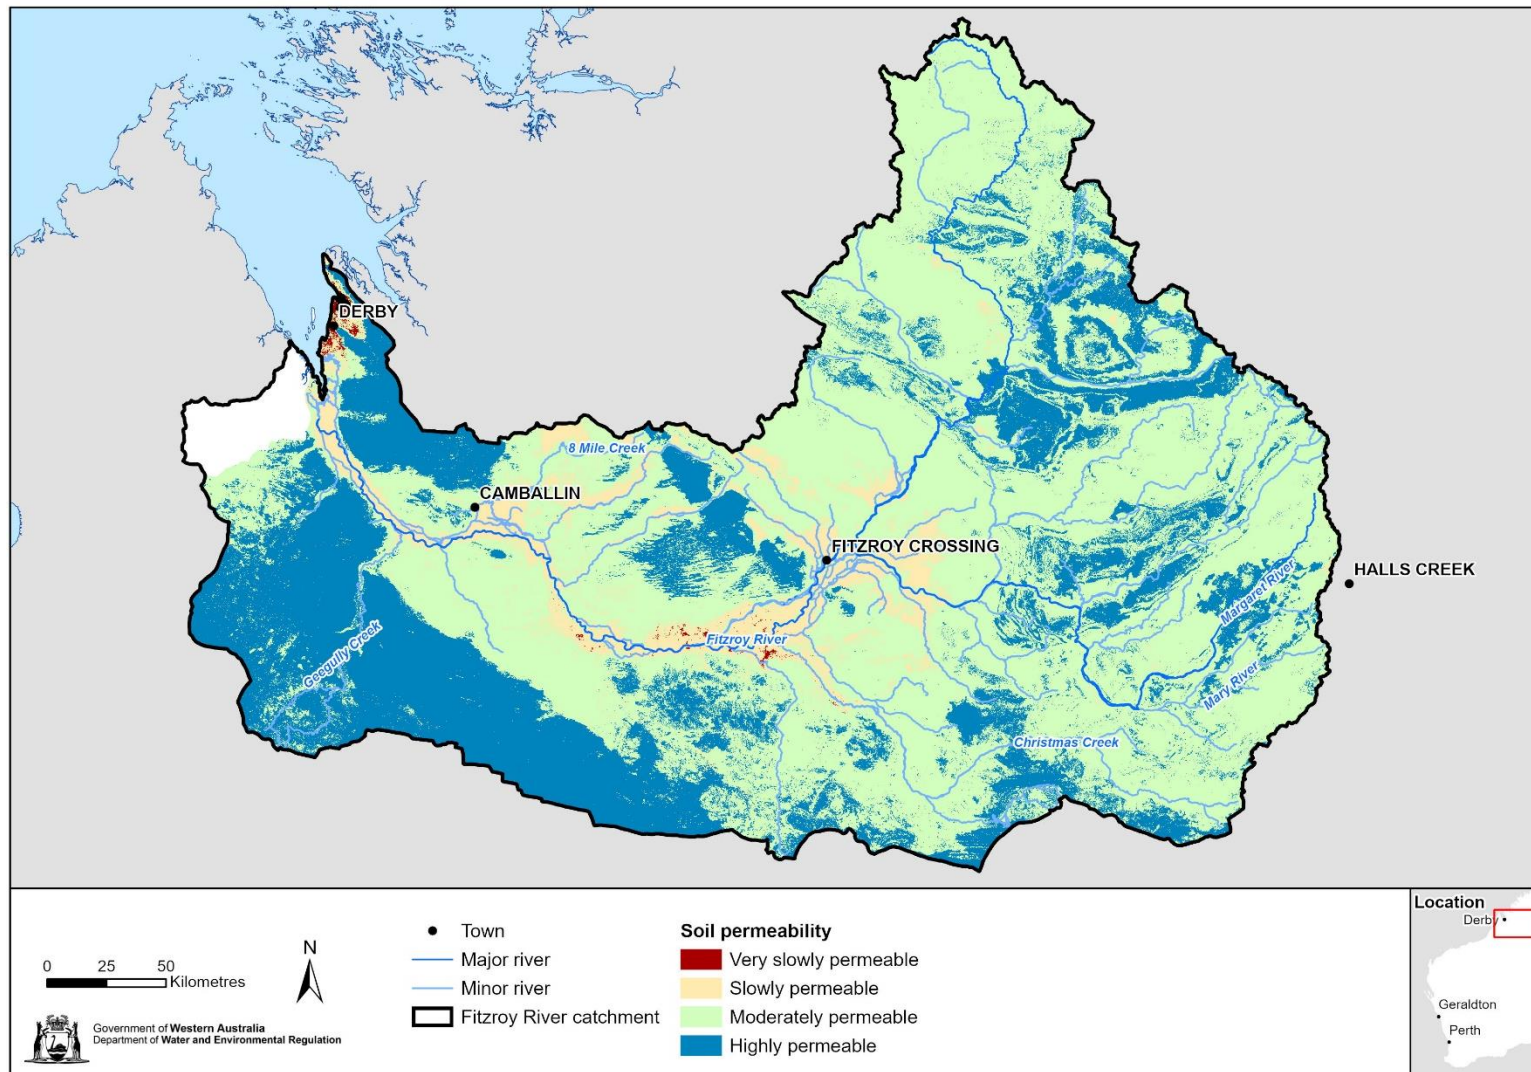 DERBY
8 Mile Creek
CAMBALLIN
FITZROY CROSSING
HALLS CREEK
Margaret River
Geegully Creek
Fitzroy River
Mary River
Christmas Creek
Location
Derby
Geraldton
Perth
N
0 25 50
Kilometres
Government of Western Australia
Department of Water and Environmental Regulation
Town
Major river
Minor river
Fitzroy River catchment
Soil permeability
Very slowly permeable
Slowly permeable
Moderately permeable
Highly permeable